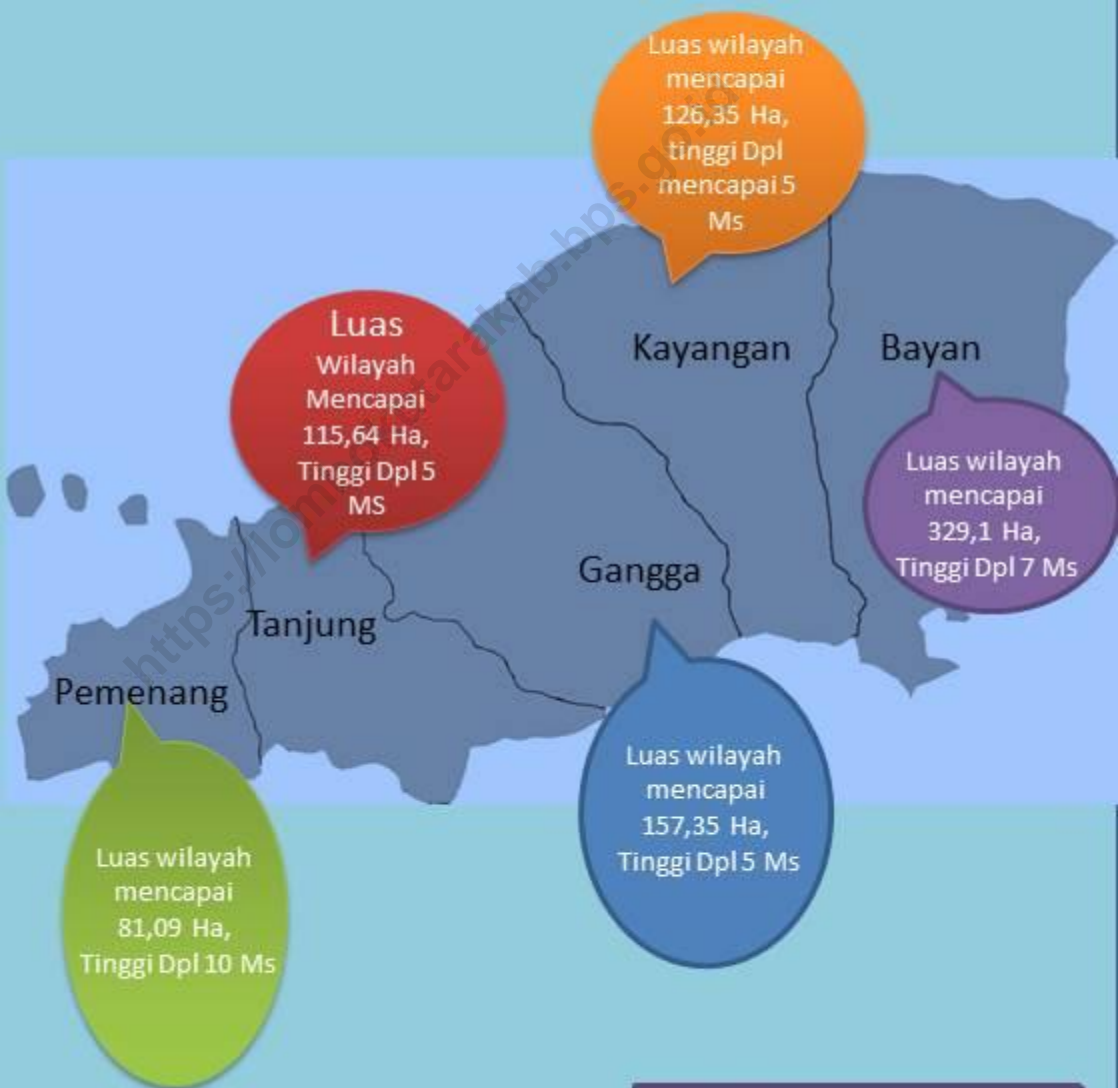 Luas wilayah
mencapai
126,35 Ha,
tinggi Dpl
mencapai 5
Ms
Luas
Wilayah
Mencapai
115,64 Ha,
Tinggi Dpl 5
MS
Kayangan
Bayan
Luas wilayah
mencapai
329,1 Ha,
Tinggi Dpl 7 Ms
Gangga
Tanjung
Pemenang
Luas wilayah
mencapai
157,35 Ha,
Tinggi Dpl 5 Ms
Luas wilayah
mencapai
81,09 Ha,
Tinggi Dpl 10 Ms